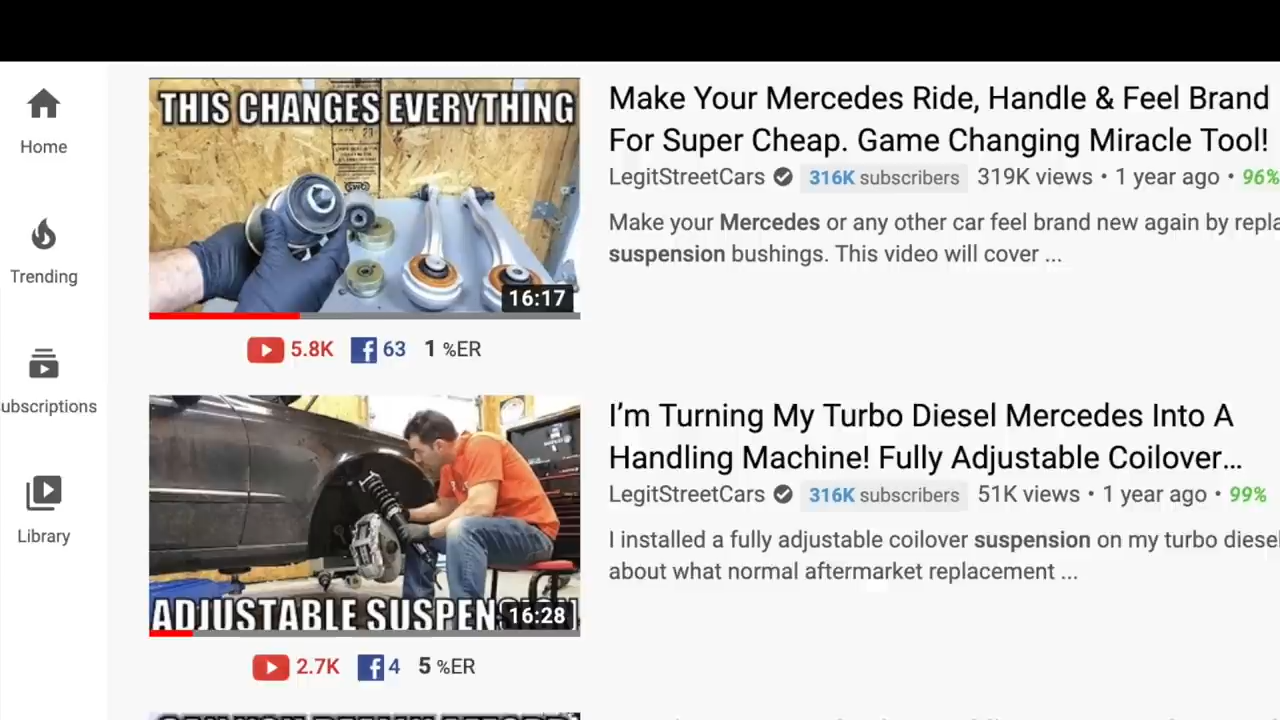 Home
Trending
ubscriptions
Library
THIS CHANGES EVERYTHING
16:17
5.8K 63 1 %ER
Make Your Mercedes Ride, Handle & Feel Brand
For Super Cheap. Game Changing Miracle Tool!
LegitStreetCars 316K subscribers 319K views • 1 year ago • 96%
Make your Mercedes or any other car feel brand new again by repla
suspension bushings. This video will cover ...
ADJUSTABLE SUSPEN
16:28
2.7K 4 5 %ER
I’m Turning My Turbo Diesel Mercedes Into A
Handling Machine! Fully Adjustable Coilover...
LegitStreetCars 316K subscribers 51K views • 1 year ago • 99%
I installed a fully adjustable coilover suspension on my turbo diesel
about what normal aftermarket replacement ...